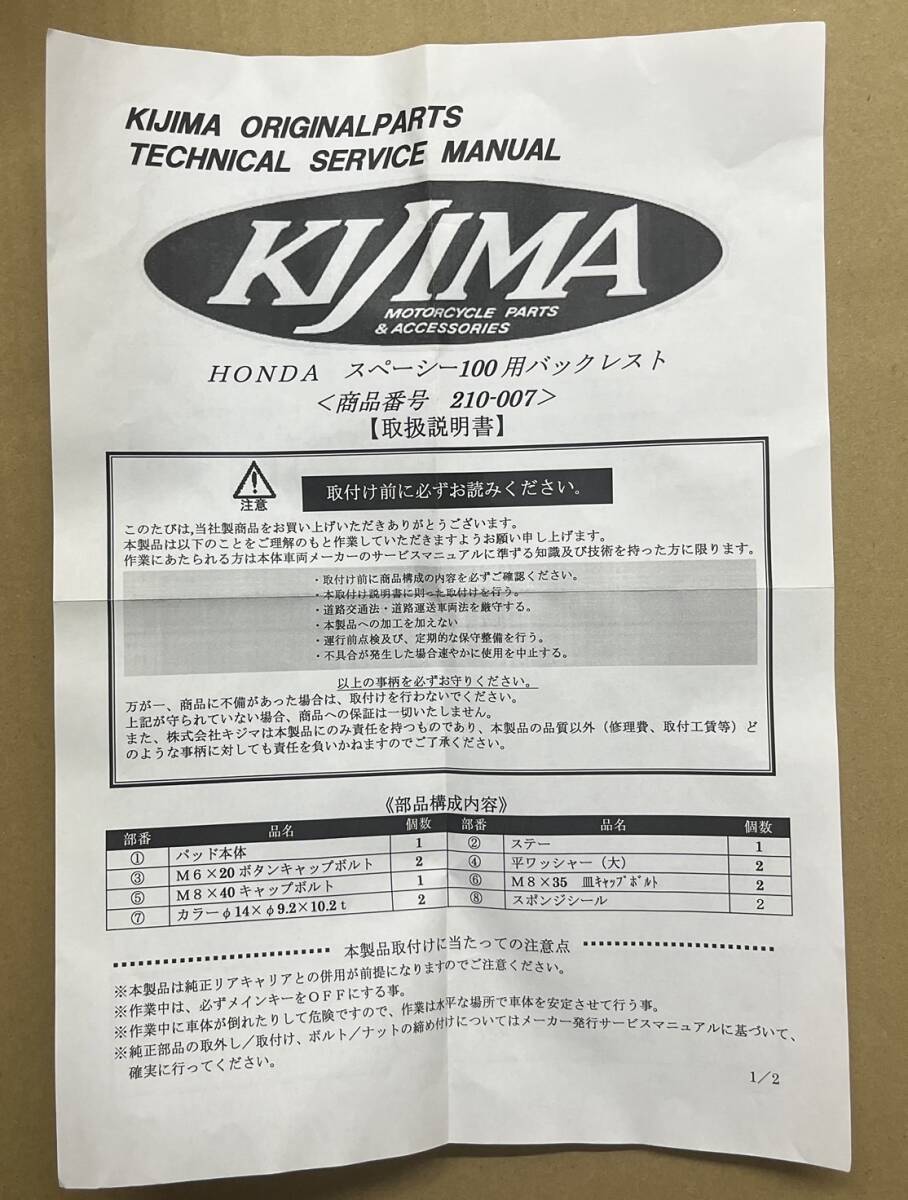 KIJIMA ORIGINALPARTS
TECHNICAL SERVICE MANUAL
KIJIMA
MOTORCYCLE PARTS
& ACCESSORIES
HONDA スペーシー100用バックレスト
＜商品番号 210-007＞
【取扱説明書】
注意
取付け前に必ずお読みください。
このたびは,当社製商品をお買い上げいただきありがとうございます。
本製品は以下のことをご理解のもと作業していただきますようお願い申し上げます。
作業にあたられる方は本体車両メーカーのサービスマニュアルに準ずる知識及び技術を持った方に限ります。
・取付け前に商品構成の内容を必ずご確認ください。
・本取付け説明書に則った取付けを行う。
・道路交通法・道路運送車両法を厳守する。
・本製品への加工を加えない
・運行前点検及び、定期的な保守整備を行う。
・不具合が発生した場合速やかに使用を中止する。
以上の事柄を必ずお守りください。
万が一、商品に不備があった場合は、取付けを行わないでください。
上記が守られていない場合、商品への保証は一切いたしません。
また、株式会社キジマは本製品にのみ責任を持つものであり、本製品の品質以外（修理費、取付工賃等）ど
のような事柄に対しても責任を負いかねますのでご了承ください。
《部品構成内容》
部番 品名 個数 部番 品名 個数
① パッド本体 1 ② ステー 1
③ M6×20ボタンキャップボルト 2 ④ 平ワッシャー（大） 2
⑤ M8×40キャップボルト 1 ⑥ M8×35 皿ｷｬｯﾌﾟﾎﾞﾙﾄ 2
⑦ カラーφ14×φ9.2×10.2t 2 ⑧ スポンジシール 2
本製品取付けに当たっての注意点
※本製品は純正リアキャリアとの併用が前提になりますのでご注意ください。
※作業中は、必ずメインキーをOFFにする事。
※作業中に車体が倒れたりして危険ですので、作業は水平な場所で車体を安定させて行う事。
※純正部品の取外し／取付け、ボルト／ナットの締め付けについてはメーカー発行サービスマニュアルに基づいて、
確実に行ってください。
1／2